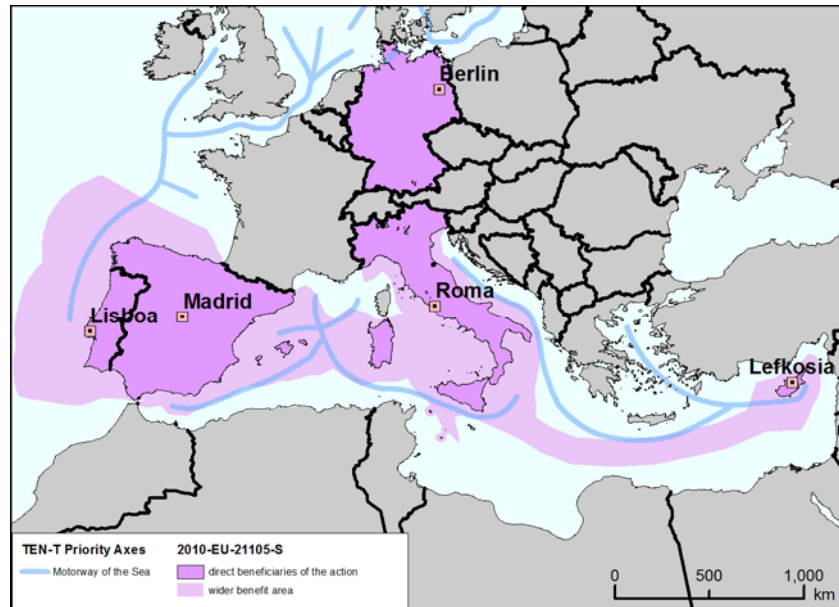 Berlin
Roma
Madrid
Lisboa
Lefkosia
TEN-T Priority Axes
Motorway of the Sea
2010-EU-21105-S
direct beneficiaries of the action
wider benefit area
0 500 1,000
km